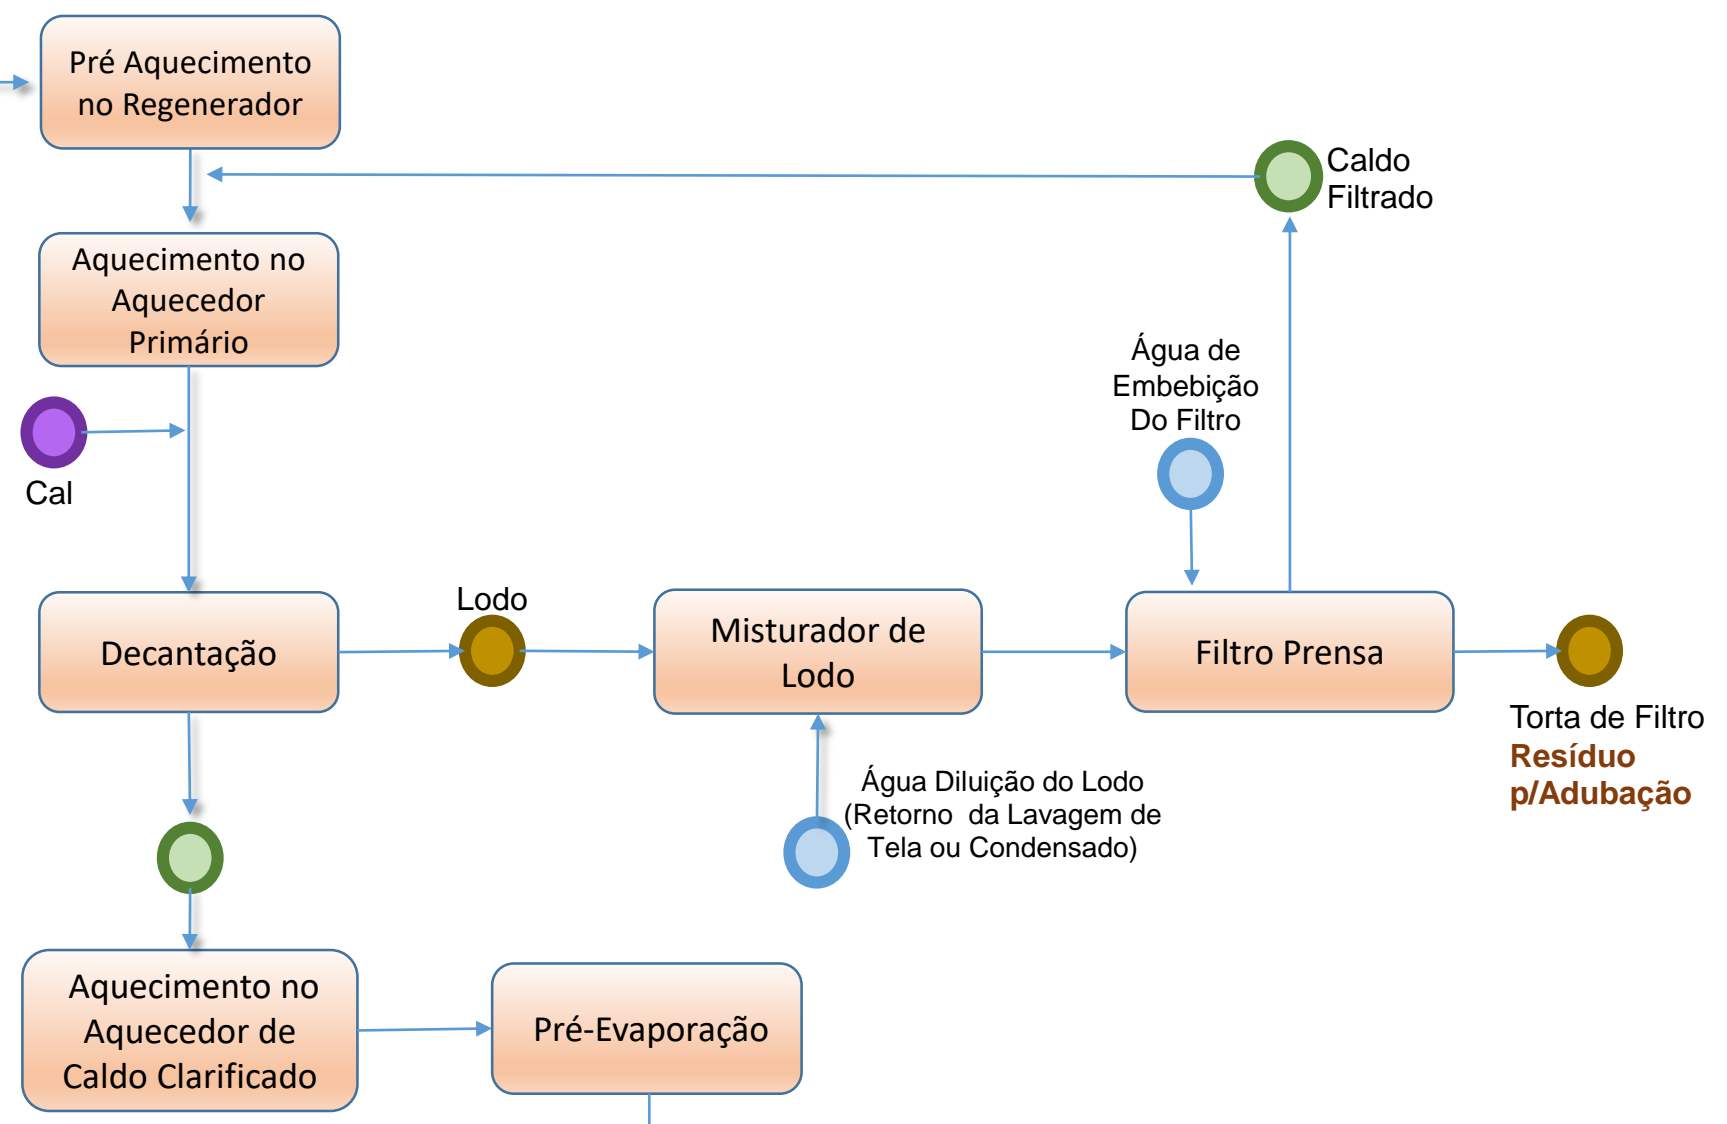 Pré Aquecimento
no Regenerador
Caldo
Filtrado
Aquecimento no
Aquecedor
Primário
Água de
Embebição
Do Filtro
Cal
Lodo
Decantação
Misturador de
Lodo
Filtro Prensa
Torta de Filtro
Resíduo
p/Adubação
Água Diluição do Lodo
(Retorno da Lavagem de
Tela ou Condensado)
Aquecimento no
Aquecedor de
Caldo Clarificado
Pré-Evaporação